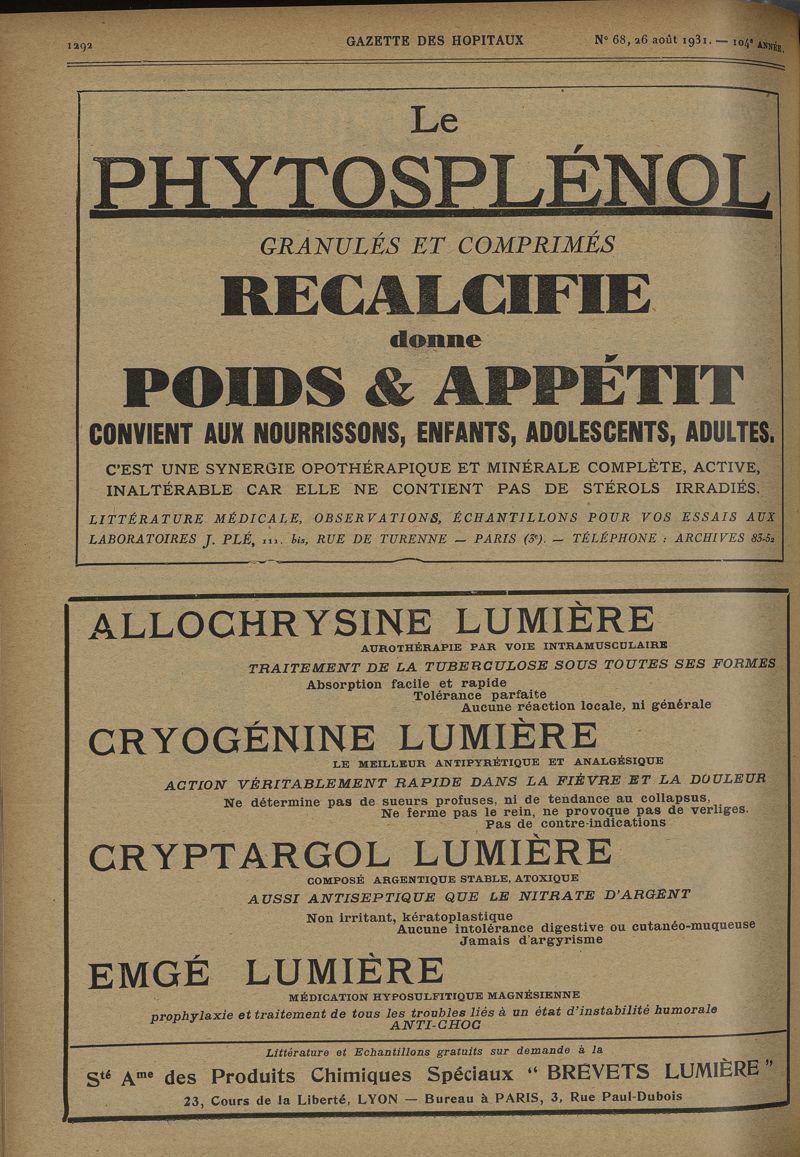 1292
GAZETTE DES HOPITAUX
N° 68, 26 août 1931. — 104e ANNÉE.
Le
PHYTOSPLÉNOL
GRANULÉS ET COMPRIMÉS
RECALCIFIE
donne
POIDS & APPÉTIT
CONVIENT AUX NOURRISSONS, ENFANTS, ADOLESCENTS, ADULTES.
C'EST UNE SYNERGIE OPOTHÉRAPIQUE ET MINÉRALE COMPLÈTE, ACTIVE,
INALTÉRABLE CAR ELLE NE CONTIENT PAS DE STÉROLS IRRADIÉS.
LITTÉRATURE MÉDICALE, OBSERVATIONS, ÉCHANTILLONS POUR VOS ESSAIS AUX
LABORATOIRES J. PLÉ, 111. bis, RUE DE TURENNE — PARIS (3e). — TÉLÉPHONE : ARCHIVES 83-52
ALLOCHRYSINE LUMIÈRE
AUROTHÉRAPIE PAR VOIE INTRAMUSCULAIRE
TRAITEMENT DE LA TUBERCULOSE SOUS TOUTES SES FORMES
Absorption facile et rapide
Tolérance parfaite
Aucune réaction locale, ni générale
CRYOGÉNINE LUMIÈRE
LE MEILLEUR ANTIPYRÉTIQUE ET ANALGÉSIQUE
ACTION VÉRITABLEMENT RAPIDE DANS LA FIÈVRE ET LA DOULEUR
Ne détermine pas de sueurs profuses, ni de tendance au collapsus,
Ne ferme pas le rein, ne provoque pas de verliges.
Pas de contre-indications
CRYPTARGOL LUMIÈRE
COMPOSÉ ARGENTIQUE STABLE, ATOXIQUE
AUSSI ANTISEPTIQUE QUE LE NITRATE D'ARGENT
Non irritant, kératoplastique
Aucune intolérance digestive ou cutanéo-muqueuse
Jamais d'argyrisme
EMGÉ LUMIÈRE
MÉDICATION HYPOSULFITIQUE MAGNÉSIENNE
prophylaxie et traitement de tous les troubles liés à un état d'instabilité humorale
ANTI-CHOC
Littérature et Echantillons gratuits sur demande à la
Sté Ame des Produits Chimiques Spéciaux “ BREVETS LUMIÈRE ”
23, Cours de la Liberté, LYON — Bureau à PARIS, 3, Rue Paul-Dubois